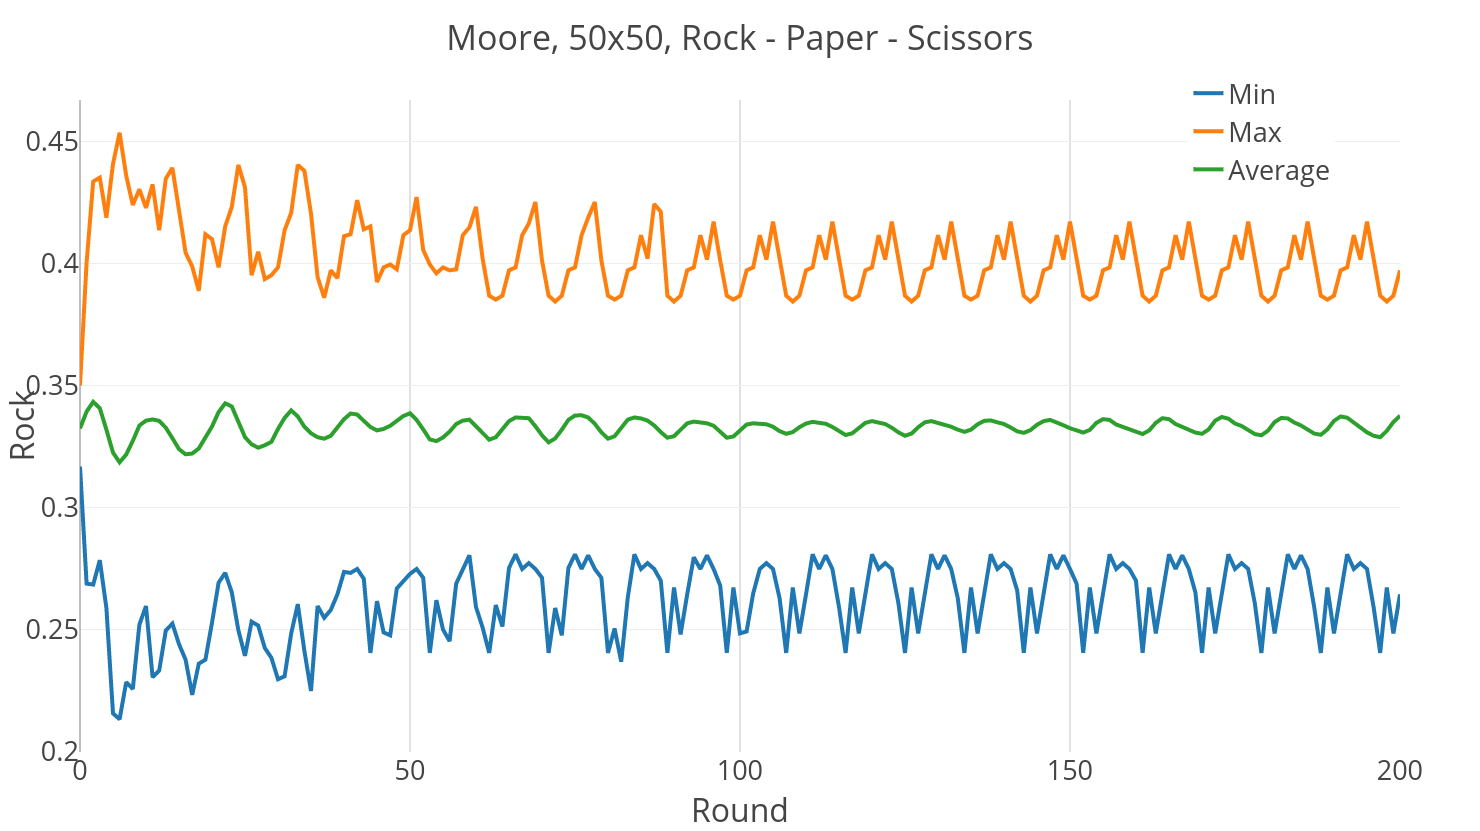 Moore, 50x50, Rock - Paper - Scissors
Min
Max
Average
0.45
0.4
0.35
0.3
0.25
0.2
Rock
0 50 100 150 200
Round